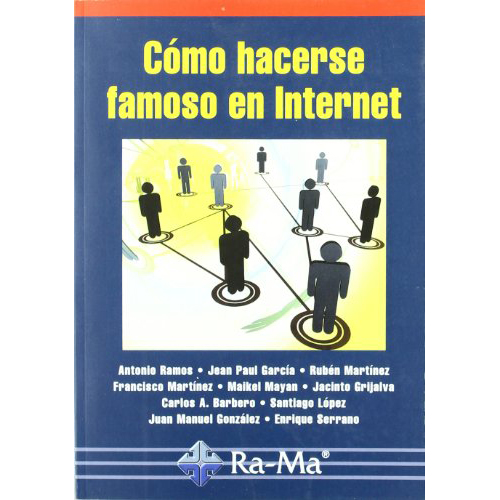 Cómo hacerse
famoso en Internet
Antonio Ramos • Jean Paul García • Rubén Martínez
Francisco Martínez • Maikel Mayan • Jacinto Grijalva
Carlos A. Barbero • Santiago López
Juan Manuel González • Enrique Serrano
Ra-Ma®